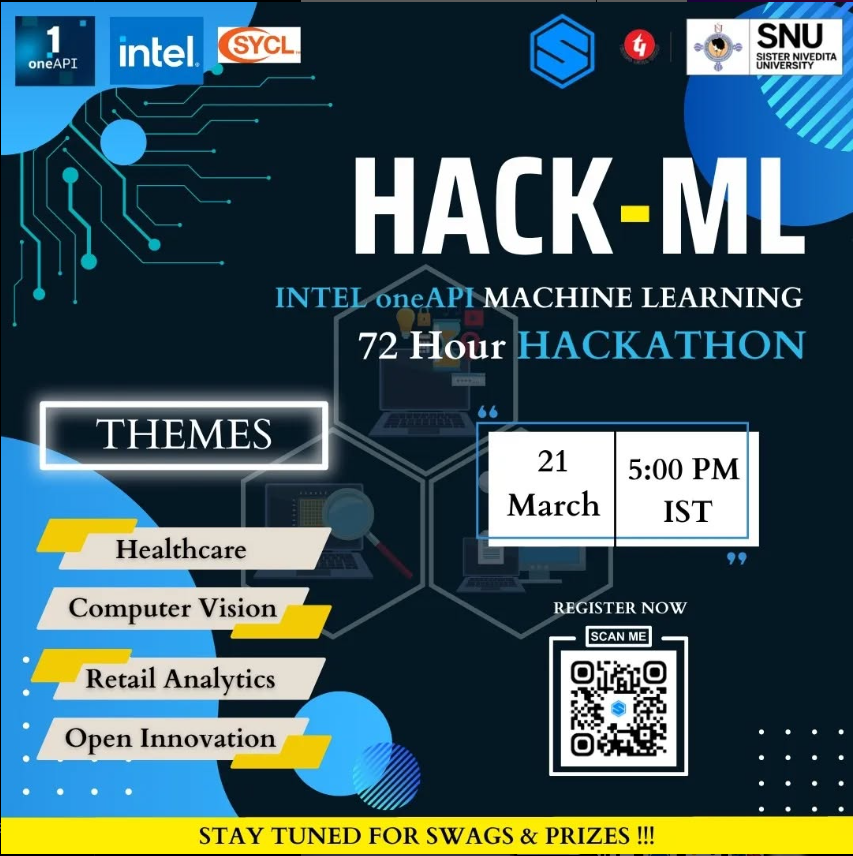 1
oneAPI
intel.
SYCL
SNU
SISTER NIVEDITA
UNIVERSITY
HACK-ML
INTEL oneAPI MACHINE LEARNING
72 Hour HACKATHON
THEMES
Healthcare
Computer Vision
Retail Analytics
Open Innovation
“
21
March
5:00 PM
IST
”
REGISTER NOW
SCAN ME
STAY TUNED FOR SWAGS & PRIZES !!!